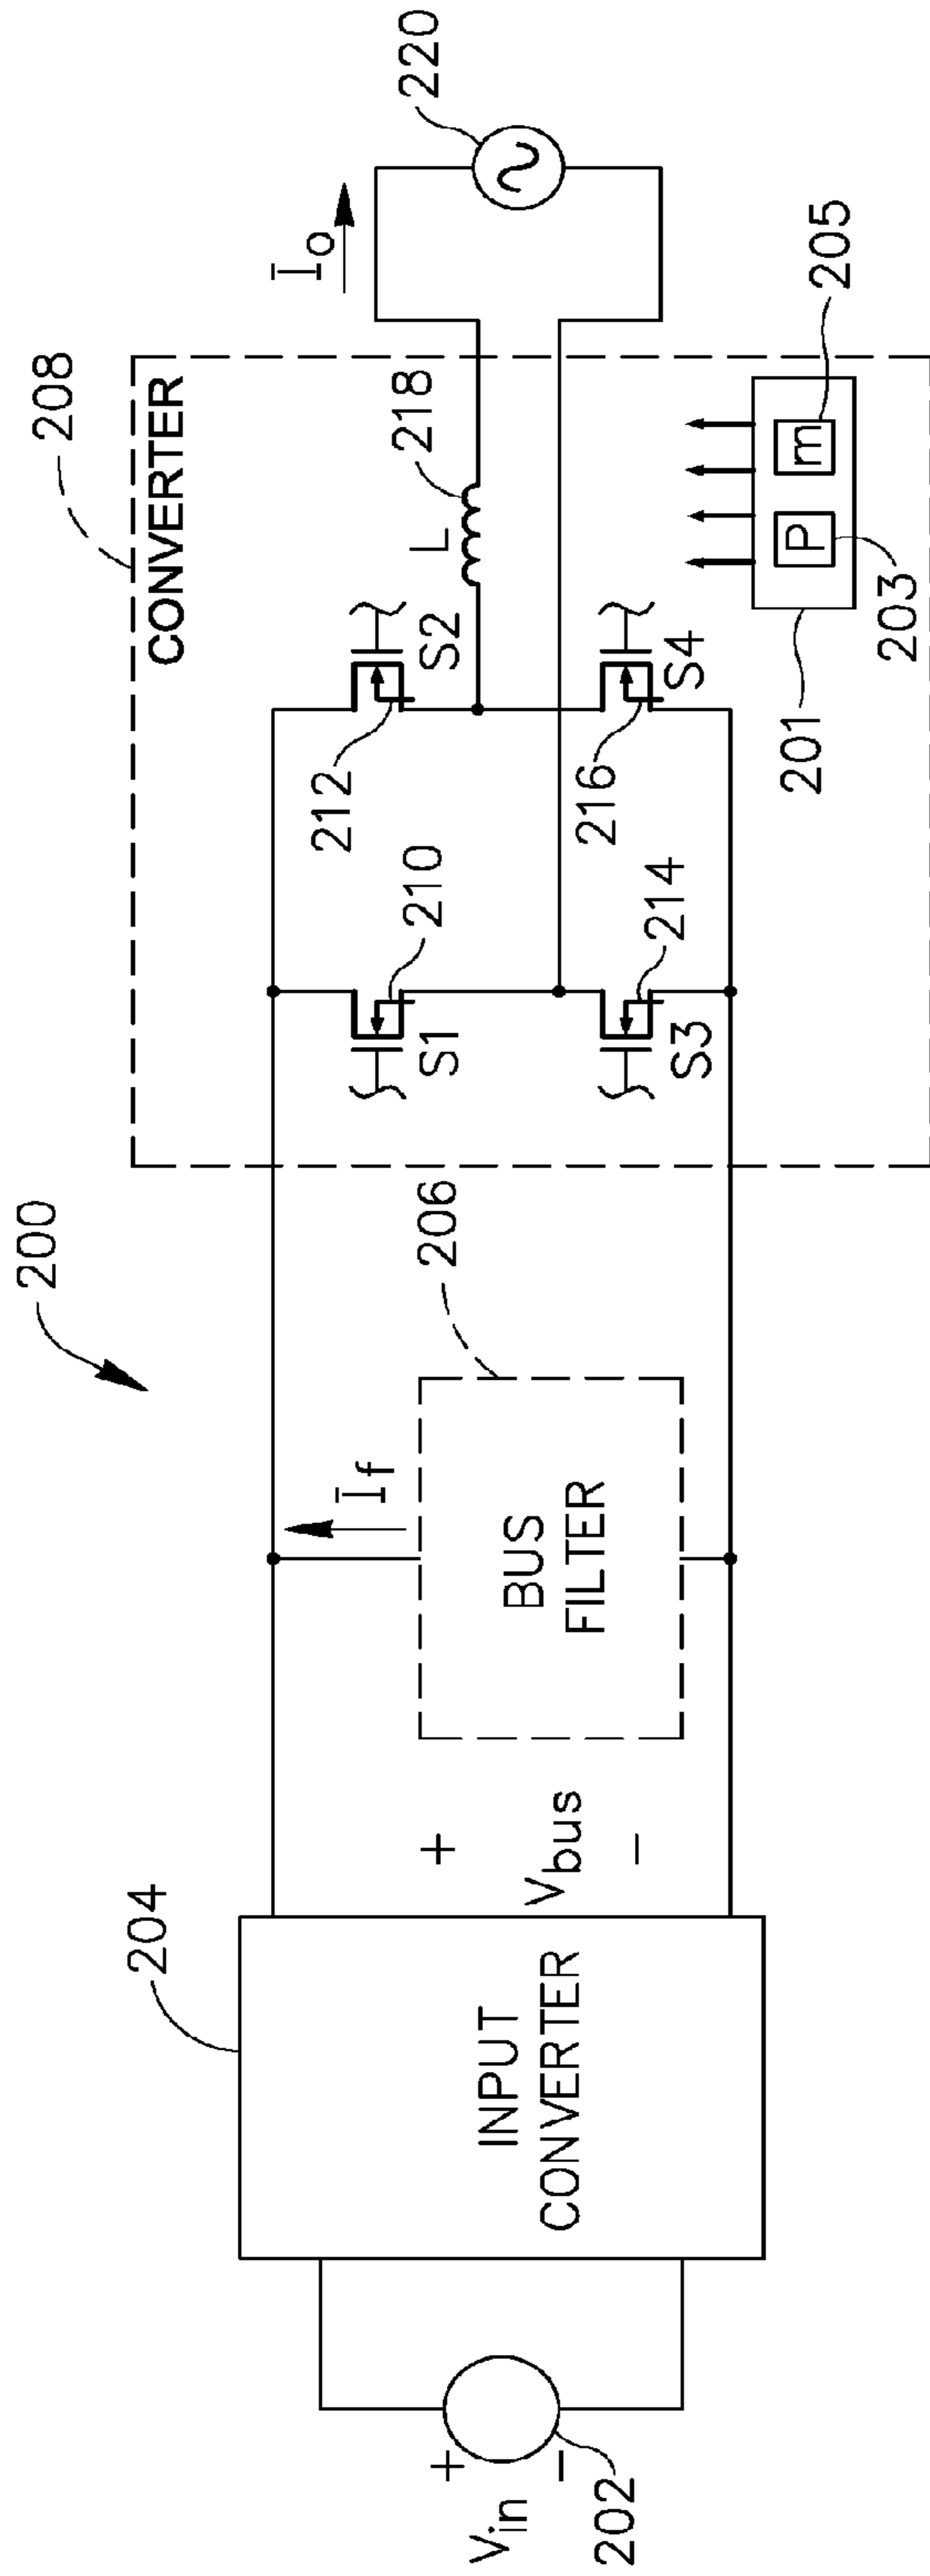 200
208
CONVERTER
204
INPUT
CONVERTER
Vin
+
−
202
+
Vbus
−
If
BUS
FILTER
206
S1
210
212
S2
L
218
Io
220
S3
214
216
S4
201
P
m
203
205